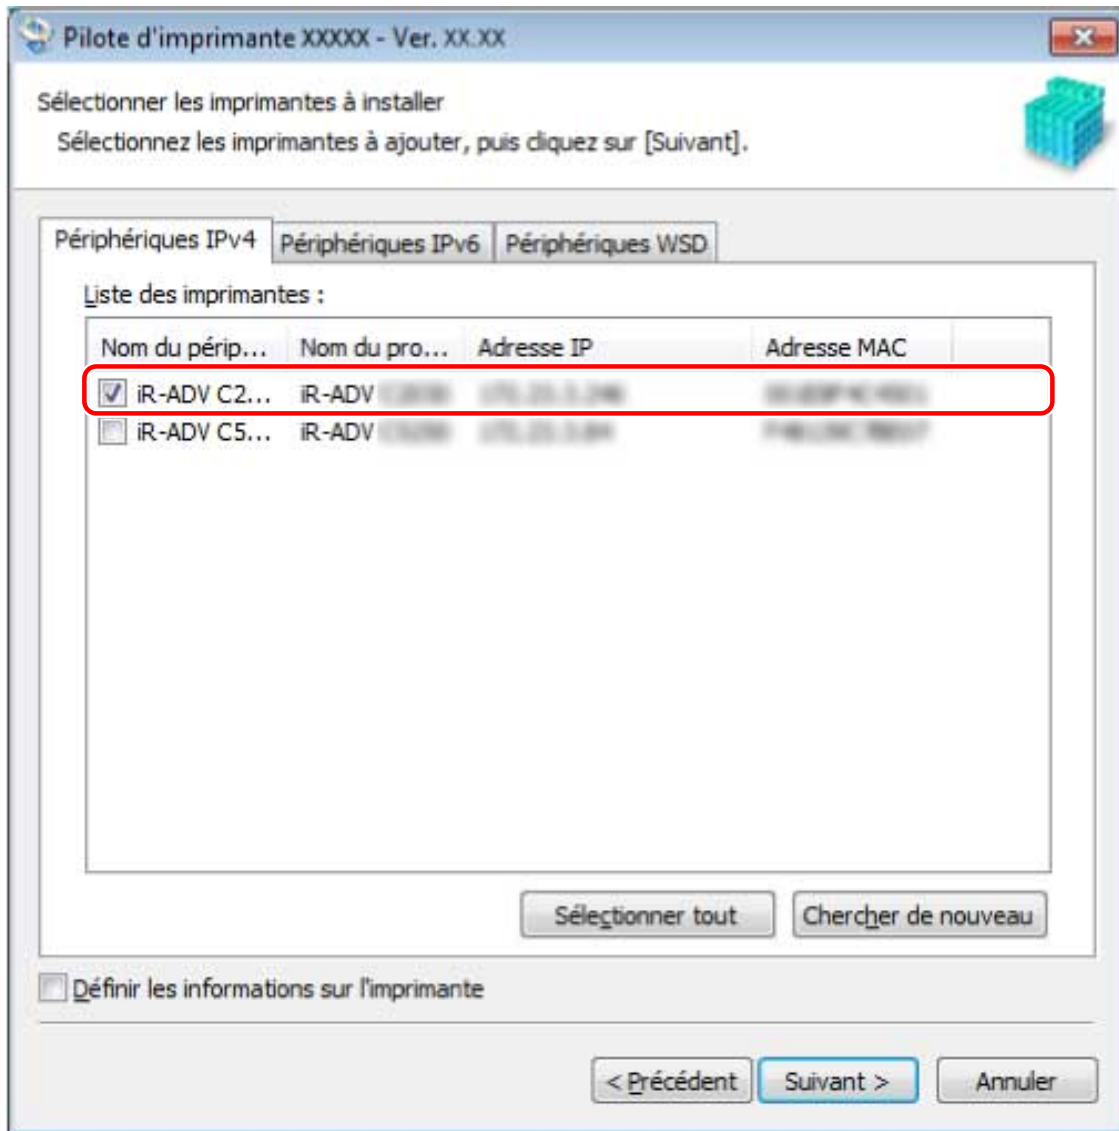 Pilote d'imprimante XXXXX - Ver. XX.XX
Sélectionner les imprimantes à installer
Sélectionnez les imprimantes à ajouter, puis cliquez sur [Suivant].
Périphériques IPv4 Périphériques IPv6 Périphériques WSD
Liste des imprimantes :
Nom du périp... Nom du pro... Adresse IP Adresse MAC
iR-ADV C2... iR-ADV
iR-ADV C5... iR-ADV
Sélectionner tout Chercher de nouveau
Définir les informations sur l'imprimante
< Précédent Suivant > Annuler